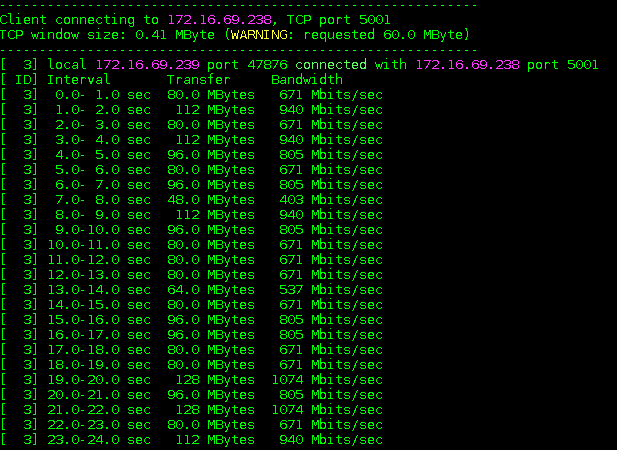 ------------------------------------------------------------
Client connecting to 172.16.69.238, TCP port 5001
TCP window size: 0.41 MByte (WARNING: requested 60.0 MByte)
------------------------------------------------------------
[  3] local 172.16.69.239 port 47876 connected with 172.16.69.238 port 5001
[ ID] Interval       Transfer     Bandwidth
[  3]  0.0- 1.0 sec  80.0 MBytes   671 Mbits/sec
[  3]  1.0- 2.0 sec   112 MBytes   940 Mbits/sec
[  3]  2.0- 3.0 sec  80.0 MBytes   671 Mbits/sec
[  3]  3.0- 4.0 sec   112 MBytes   940 Mbits/sec
[  3]  4.0- 5.0 sec  96.0 MBytes   805 Mbits/sec
[  3]  5.0- 6.0 sec  80.0 MBytes   671 Mbits/sec
[  3]  6.0- 7.0 sec  96.0 MBytes   805 Mbits/sec
[  3]  7.0- 8.0 sec  48.0 MBytes   403 Mbits/sec
[  3]  8.0- 9.0 sec   112 MBytes   940 Mbits/sec
[  3]  9.0-10.0 sec  96.0 MBytes   805 Mbits/sec
[  3] 10.0-11.0 sec  80.0 MBytes   671 Mbits/sec
[  3] 11.0-12.0 sec  80.0 MBytes   671 Mbits/sec
[  3] 12.0-13.0 sec  80.0 MBytes   671 Mbits/sec
[  3] 13.0-14.0 sec  64.0 MBytes   537 Mbits/sec
[  3] 14.0-15.0 sec  80.0 MBytes   671 Mbits/sec
[  3] 15.0-16.0 sec  96.0 MBytes   805 Mbits/sec
[  3] 16.0-17.0 sec  96.0 MBytes   805 Mbits/sec
[  3] 17.0-18.0 sec  80.0 MBytes   671 Mbits/sec
[  3] 18.0-19.0 sec  80.0 MBytes   671 Mbits/sec
[  3] 19.0-20.0 sec   128 MBytes  1074 Mbits/sec
[  3] 20.0-21.0 sec  96.0 MBytes   805 Mbits/sec
[  3] 21.0-22.0 sec   128 MBytes  1074 Mbits/sec
[  3] 22.0-23.0 sec  80.0 MBytes   671 Mbits/sec
[  3] 23.0-24.0 sec   112 MBytes   940 Mbits/sec